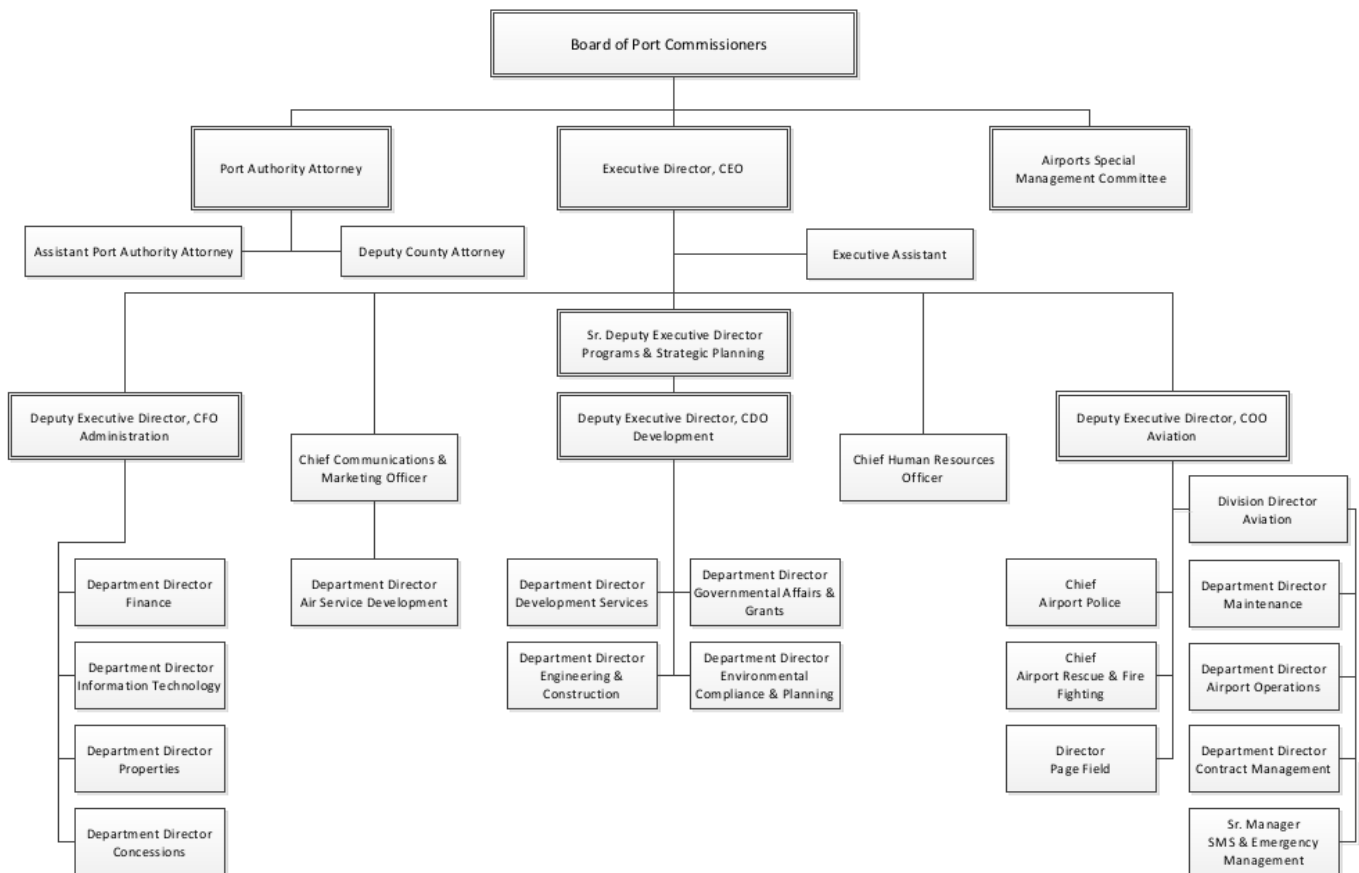 Board of Port Commissioners
Port Authority Attorney
Executive Director, CEO
Airports Special
Management Committee
Assistant Port Authority Attorney
Deputy County Attorney
Executive Assistant
Sr. Deputy Executive Director
Programs & Strategic Planning
Deputy Executive Director, CFO
Administration
Deputy Executive Director, CDO
Development
Deputy Executive Director, COO
Aviation
Chief Communications &
Marketing Officer
Chief Human Resources
Officer
Division Director
Aviation
Department Director
Finance
Department Director
Air Service Development
Department Director
Development Services
Department Director
Governmental Affairs &
Grants
Chief
Airport Police
Department Director
Maintenance
Department Director
Information Technology
Department Director
Engineering &
Construction
Department Director
Environmental
Compliance & Planning
Chief
Airport Rescue & Fire
Fighting
Department Director
Airport Operations
Department Director
Properties
Director
Page Field
Department Director
Contract Management
Department Director
Concessions
Sr. Manager
SMS & Emergency
Management